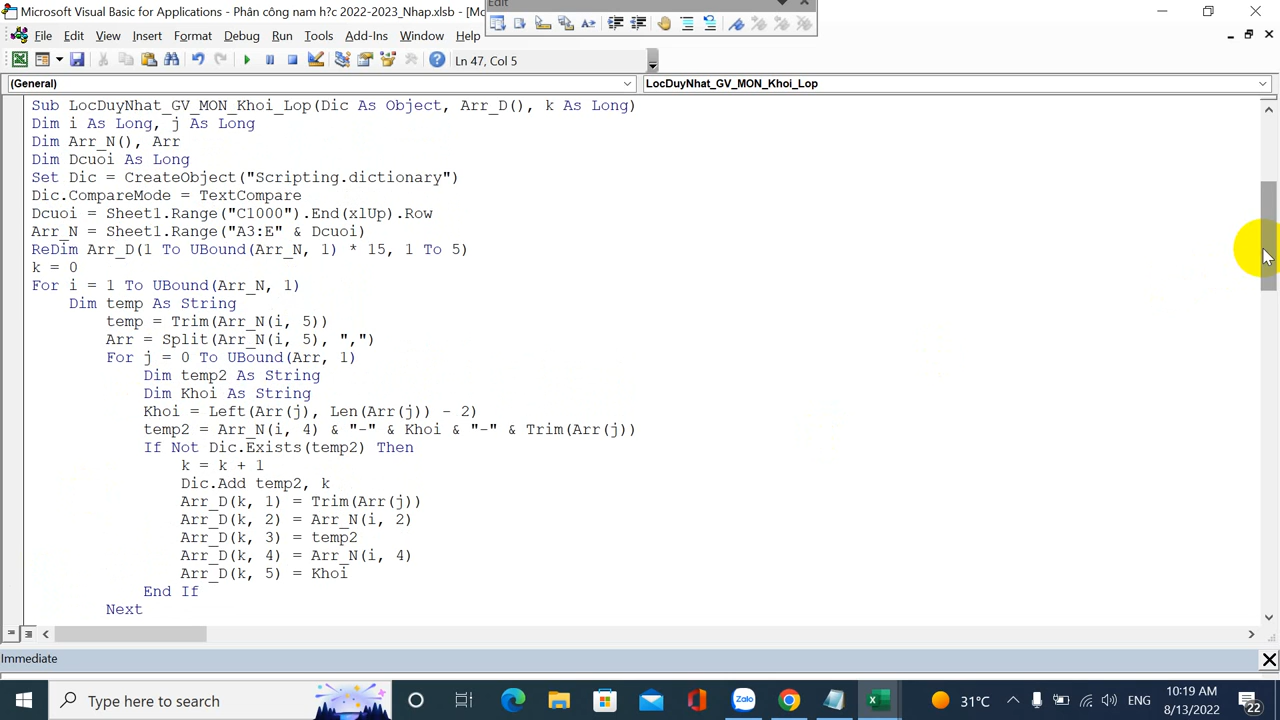 Microsoft Visual Basic for Applications - Phân công nam h?c 2022-2023_Nhap.xlsb - [Mo
Edit
File Edit View Insert Format Debug Run Tools Add-Ins Window Help
Ln 47, Col 5
(General)
LocDuyNhat_GV_MON_Khoi_Lop
Sub LocDuyNhat_GV_MON_Khoi_Lop(Dic As Object, Arr_D(), k As Long)
Dim i As Long, j As Long
Dim Arr_N(), Arr
Dim Dcuoi As Long
Set Dic = CreateObject("Scripting.dictionary")
Dic.CompareMode = TextCompare
Dcuoi = Sheet1.Range("C1000").End(xlUp).Row
Arr_N = Sheet1.Range("A3:E" & Dcuoi)
ReDim Arr_D(1 To UBound(Arr_N, 1) * 15, 1 To 5)
k = 0
For i = 1 To UBound(Arr_N, 1)
Dim temp As String
temp = Trim(Arr_N(i, 5))
Arr = Split(Arr_N(i, 5), ",")
For j = 0 To UBound(Arr, 1)
Dim temp2 As String
Dim Khoi As String
Khoi = Left(Arr(j), Len(Arr(j)) - 2)
temp2 = Arr_N(i, 4) & "-" & Khoi & "-" & Trim(Arr(j))
If Not Dic.Exists(temp2) Then
k = k + 1
Dic.Add temp2, k
Arr_D(k, 1) = Trim(Arr(j))
Arr_D(k, 2) = Arr_N(i, 2)
Arr_D(k, 3) = temp2
Arr_D(k, 4) = Arr_N(i, 4)
Arr_D(k, 5) = Khoi
End If
Next
Immediate
Type here to search
Zalo
31°C
ENG
10:19 AM
8/13/2022
22